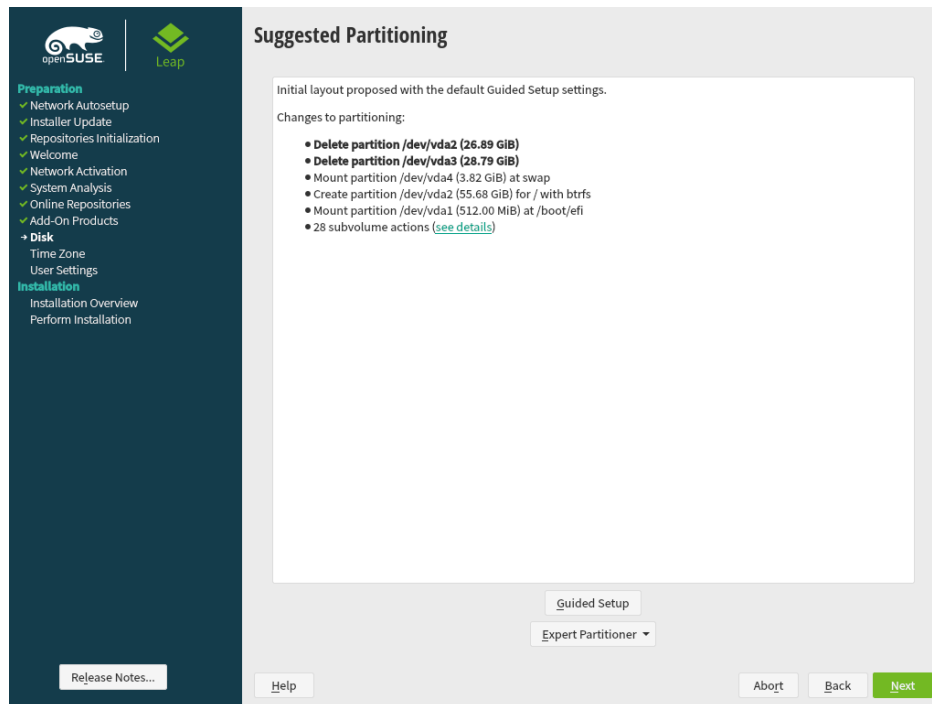 openSUSE
Leap
Preparation
Network Autosetup
Installer Update
Repositories Initialization
Welcome
Network Activation
System Analysis
Online Repositories
Add-On Products
Disk
Time Zone
User Settings
Installation
Installation Overview
Perform Installation
Release Notes...
Suggested Partitioning
Initial layout proposed with the default Guided Setup settings.
Changes to partitioning:
Delete partition /dev/vda2 (26.89 GiB)
Delete partition /dev/vda3 (28.79 GiB)
Mount partition /dev/vda4 (3.82 GiB) at swap
Create partition /dev/vda2 (55.68 GiB) for / with btrfs
Mount partition /dev/vda1 (512.00 MiB) at /boot/efi
28 subvolume actions (see details)
Guided Setup
Expert Partitioner
Help
Abort
Back
Next